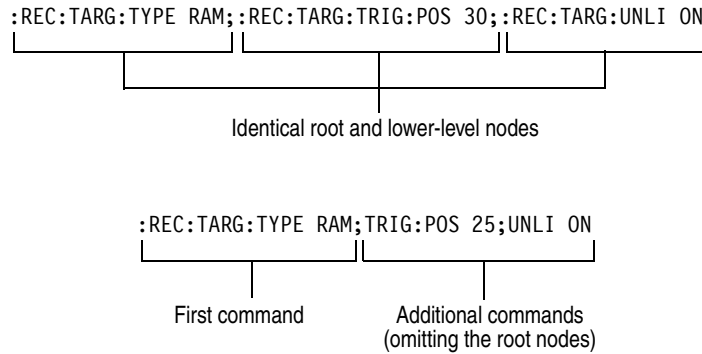 :REC:TARG:TYPE RAM;:REC:TARG:TRIG:POS 30;:REC:TARG:UNLI ON
Identical root and lower-level nodes
:REC:TARG:TYPE RAM;TRIG:POS 25;UNLI ON
First command
Additional commands
(omitting the root nodes)